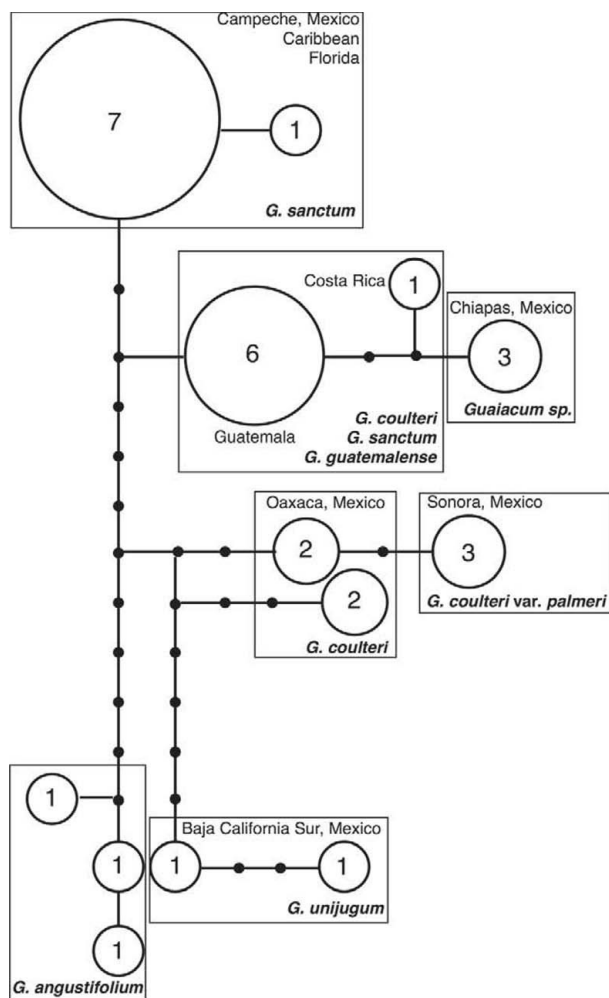 Campeche, Mexico
Caribbean
Florida
7
1
G. sanctum
Costa Rica
1
Chiapas, Mexico
6
3
Guaiacum sp.
Guatemala
G. coulteri
G. sanctum
G. guatemalense
Oaxaca, Mexico
Sonora, Mexico
2
3
2
G. coulteri var. palmeri
G. coulteri
1
Baja California Sur, Mexico
1
1
1
G. unijugum
1
G. angustifolium